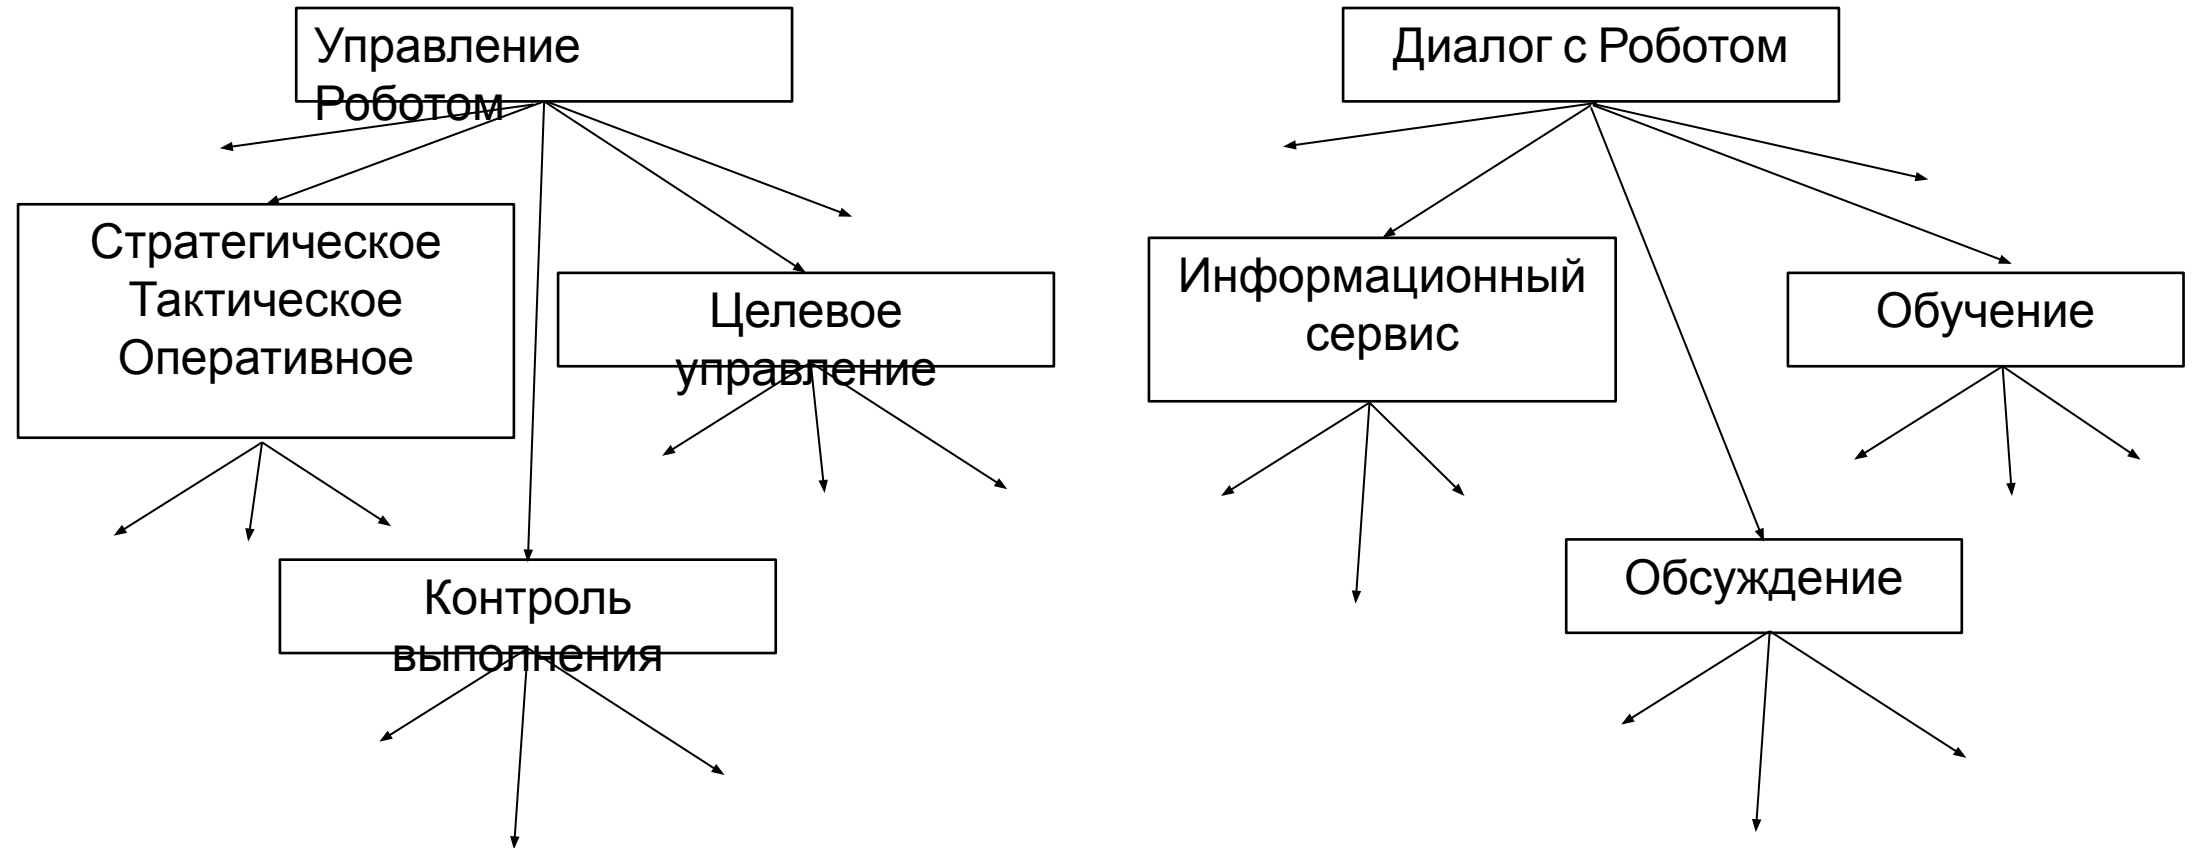 Управление
Роботом
Диалог с Роботом
Стратегическое
Тактическое
Оперативное
Целевое
управление
Информационный
сервис
Обучение
Контроль
выполнения
Обсуждение